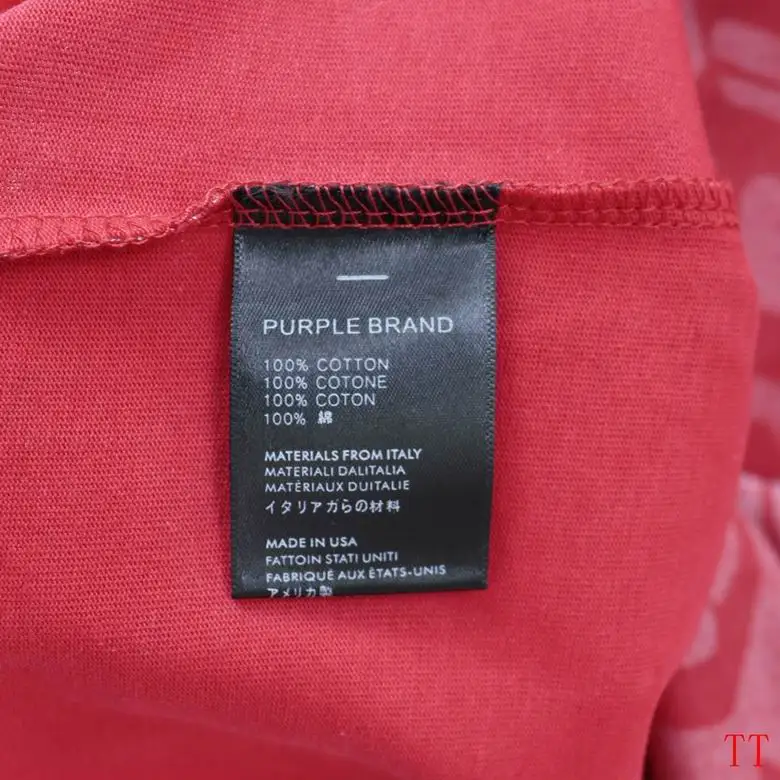 PURPLE BRAND
100% COTTON
100% COTONE
100% COTON
100% 綿
MATERIALS FROM ITALY
MATERIALI DALITALIA
MATÉRIAUX DUITALIE
イタリアガらの材料
MADE IN USA
FATTOIN STATI UNITI
FABRIQUÉ AUX ÉTATS-UNIS
アメリカ製
TT